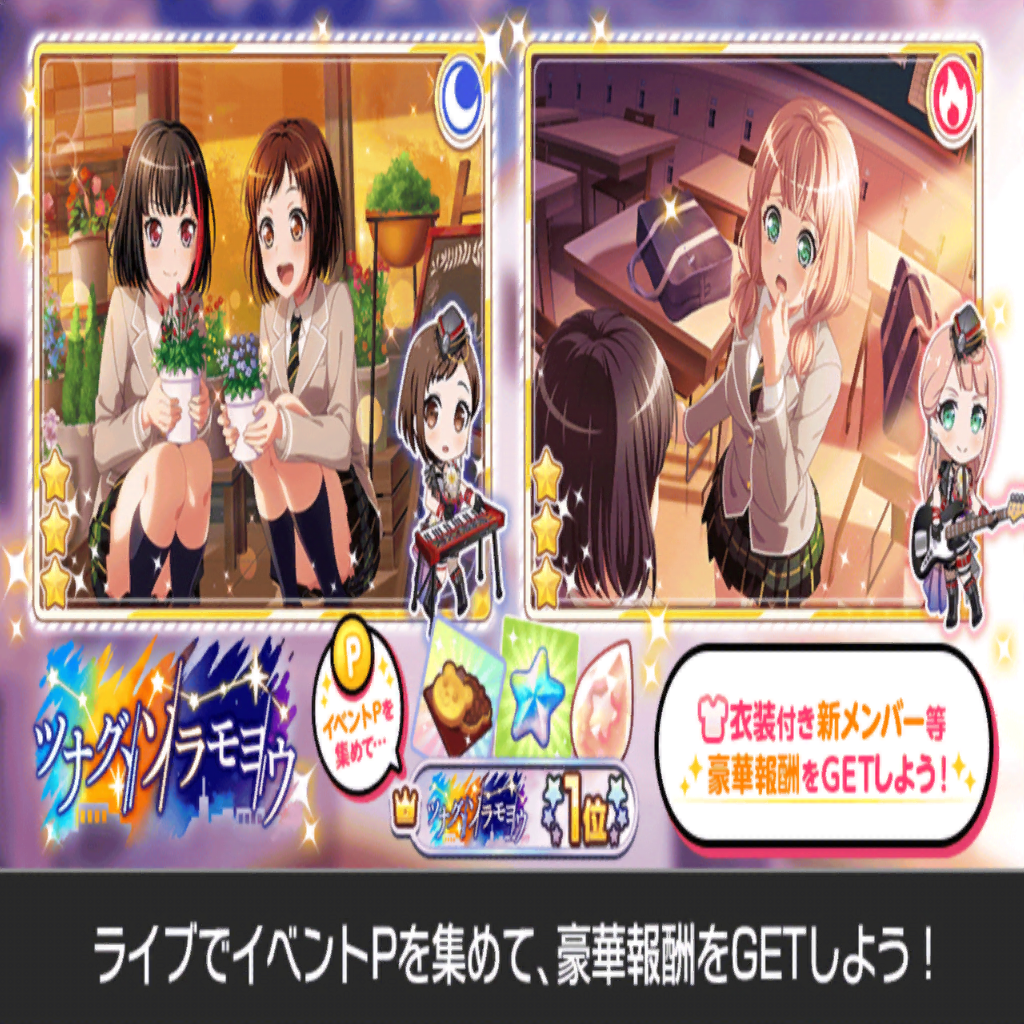 ツナグ、ソラモヨウ
P
イベントPを
集めて…
ツナグ、ソラモヨウ
1位
衣装付き新メンバー等
豪華報酬をGETしよう!
ライブでイベントPを集めて、豪華報酬をGETしよう!